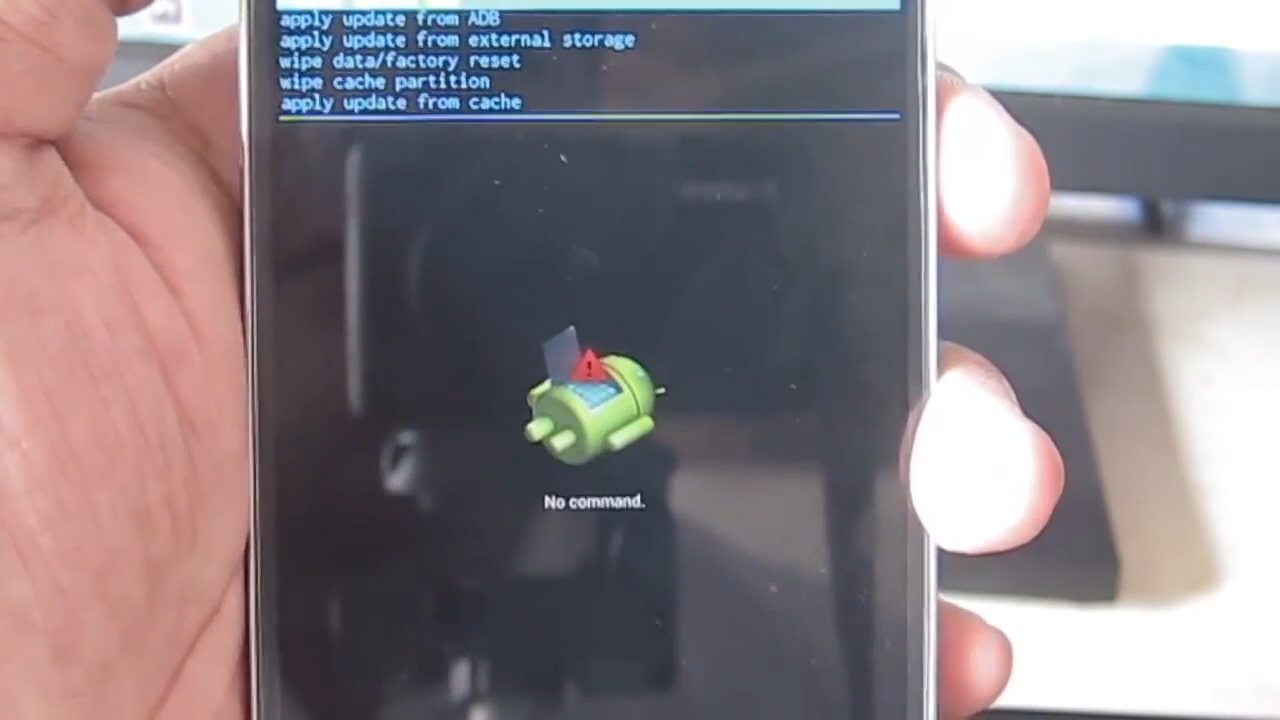 apply update from ADB
apply update from external storage
wipe data/factory reset
wipe cache partition
apply update from cache
No command.